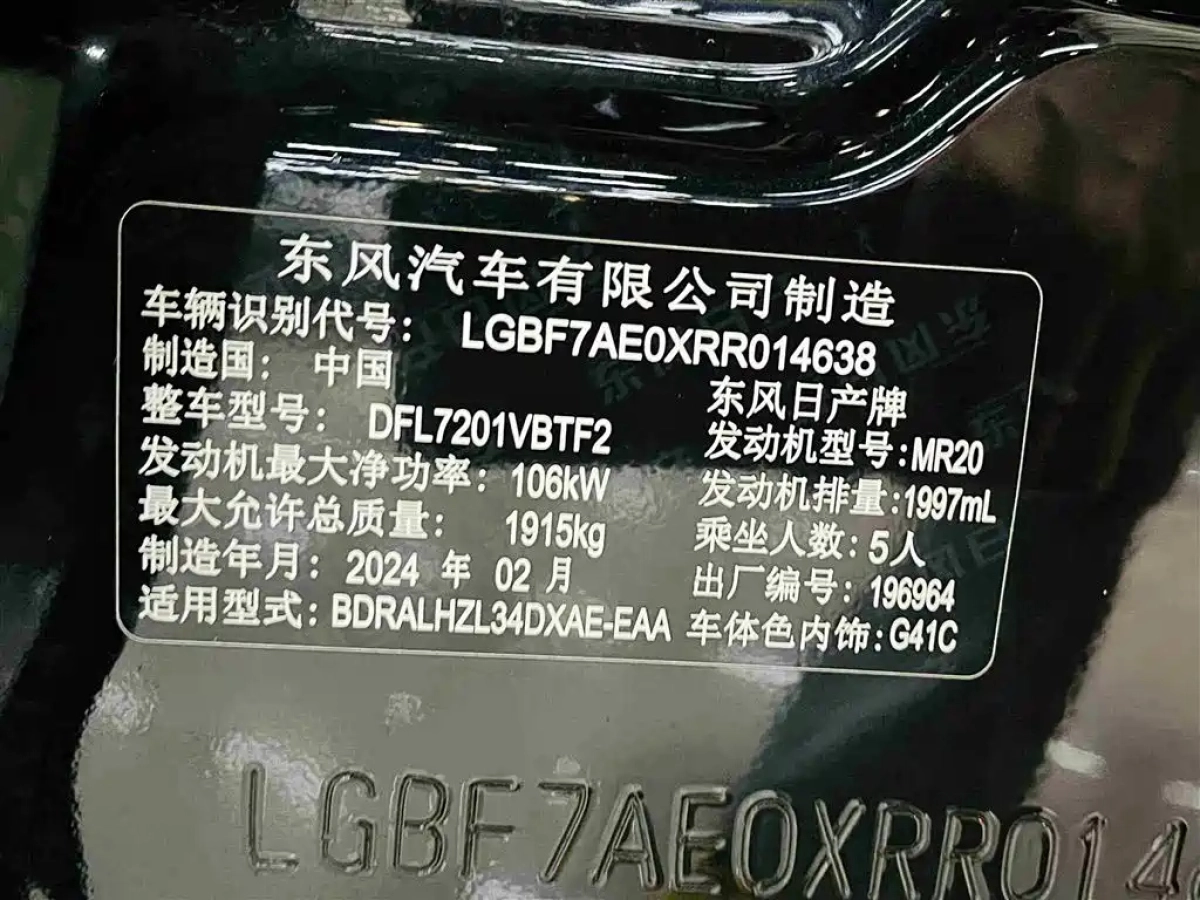 东风汽车有限公司制造
车辆识别代号: LGBF7AE0XRR014638
制造国: 中国 东风日产牌
整车型号: DFL7201VBTF2 发动机型号:MR20
发动机最大净功率: 106kW 发动机排量:1997mL
最大允许总质量: 1915kg 乘坐人数: 5人
制造年月: 2024 年 02 月 出厂编号: 196964
适用型式: BDRALHZL34DXAE-EAA 车体色内饰:G41C
LGBF7AE0XRR014